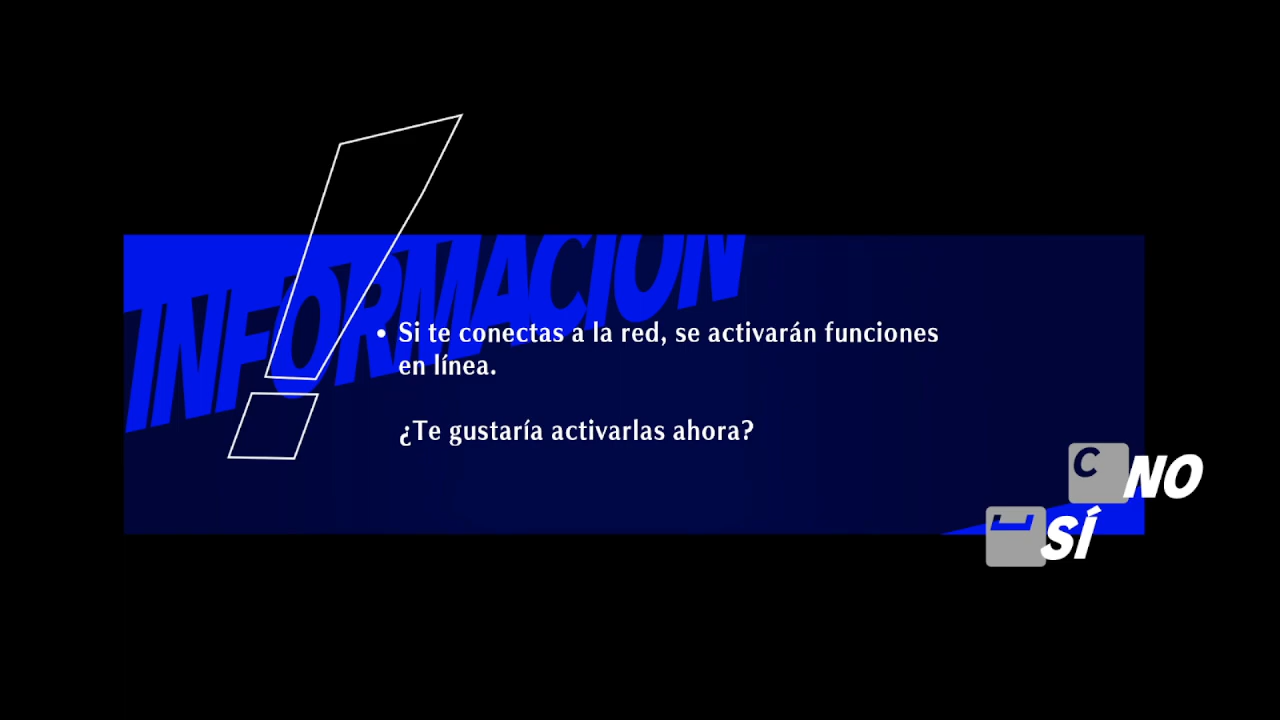 INFORMACIÓN
• Si te conectas a la red, se activarán funciones
en línea.
¿Te gustaría activarlas ahora?
C NO
SÍ